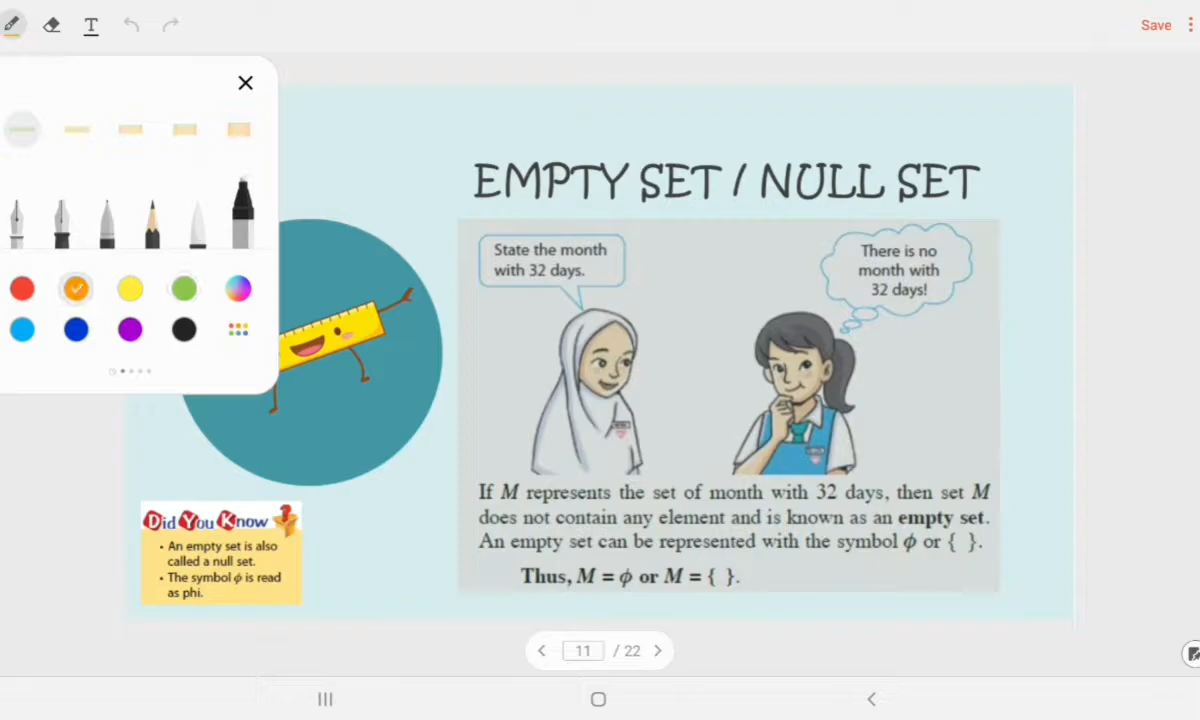 T
Save
EMPTY SET / NULL SET
State the month
with 32 days.
There is no
month with
32 days!
If M represents the set of month with 32 days, then set M
does not contain any element and is known as an empty set.
An empty set can be represented with the symbol ϕ or { }.
Thus, M = ϕ or M = { }.
Did You Know
• An empty set is also
called a null set.
• The symbol ϕ is read
as phi.
11 / 22